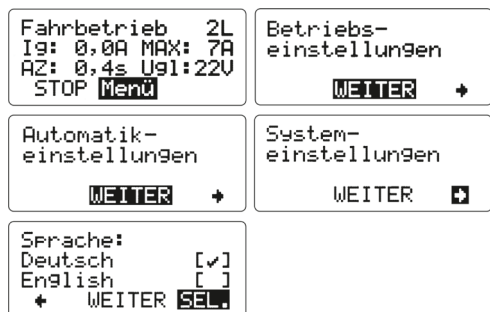 Fahrbetrieb 2L
Ig: 0,0A MAX: 7A
AZ: 0,4s Ugl:22V
STOP Menü
Betriebs-
einstellungen
WEITER →
Automatik-
einstellungen
WEITER →
System-
einstellungen
WEITER →
Sprache:
Deutsch [✓]
English [ ]
← WEITER SEL.